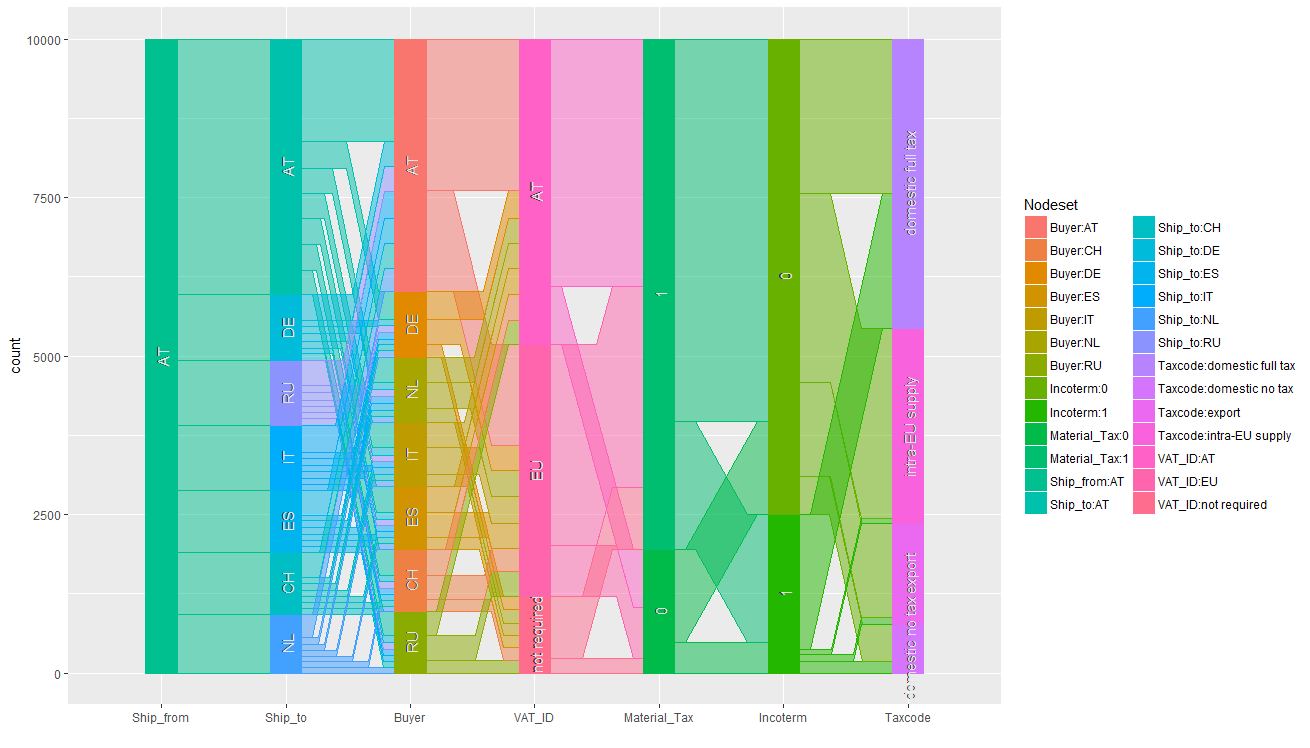 10000
7500
5000
2500
0
count
AT
AT
DE
RU
IT
ES
CH
NL
AT
DE
NL
IT
ES
CH
RU
AT
EU
not required
1
0
0
1
domestic full tax
intra-EU supply
export
domestic no tax
Ship_from
Ship_to
Buyer
VAT_ID
Material_Tax
Incoterm
Taxcode
Nodeset
Buyer:AT
Buyer:CH
Buyer:DE
Buyer:ES
Buyer:IT
Buyer:NL
Buyer:RU
Incoterm:0
Incoterm:1
Material_Tax:0
Material_Tax:1
Ship_from:AT
Ship_to:AT
Ship_to:CH
Ship_to:DE
Ship_to:ES
Ship_to:IT
Ship_to:NL
Ship_to:RU
Taxcode:domestic full tax
Taxcode:domestic no tax
Taxcode:export
Taxcode:intra-EU supply
VAT_ID:AT
VAT_ID:EU
VAT_ID:not required